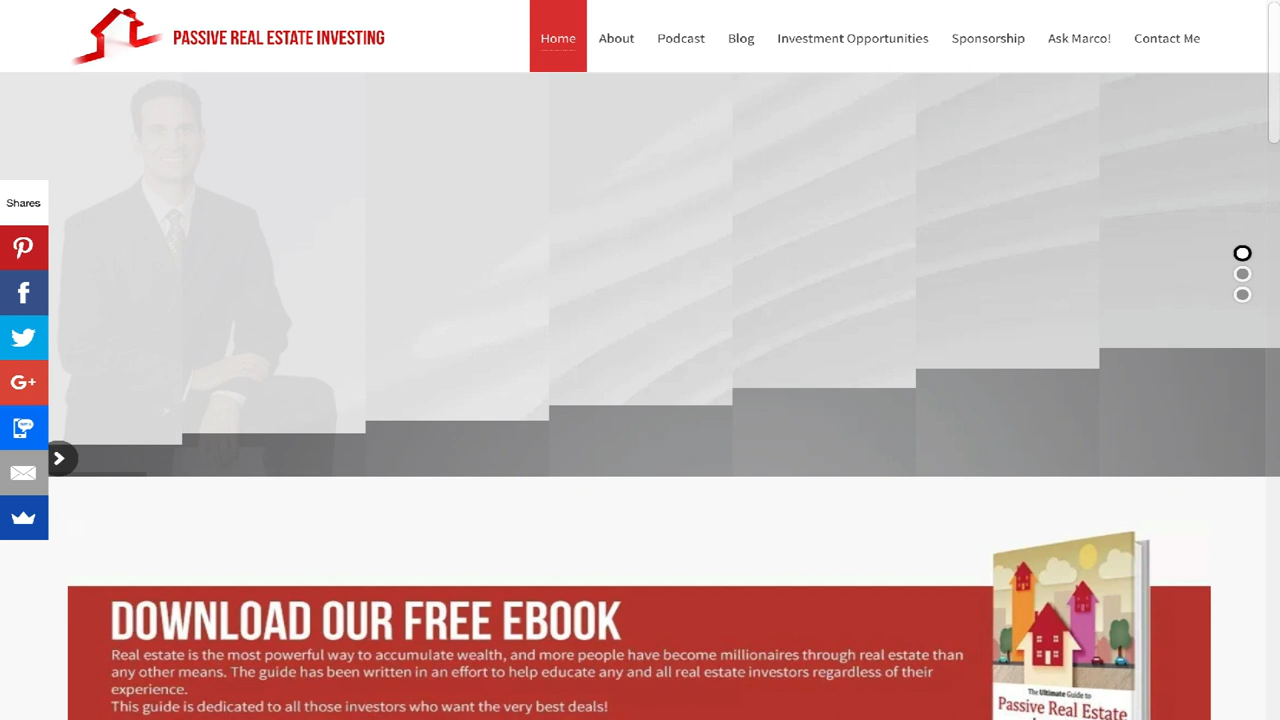 PASSIVE REAL ESTATE INVESTING
Home About Podcast Blog Investment Opportunities Sponsorship Ask Marco! Contact Me
Shares
DOWNLOAD OUR FREE EBOOK
Real estate is the most powerful way to accumulate wealth, and more people have become millionaires through real estate than
any other means. The guide has been written in an effort to help educate any and all real estate investors regardless of their
experience.
This guide is dedicated to all those investors who want the very best deals!
The Ultimate Guide to
Passive Real Estate